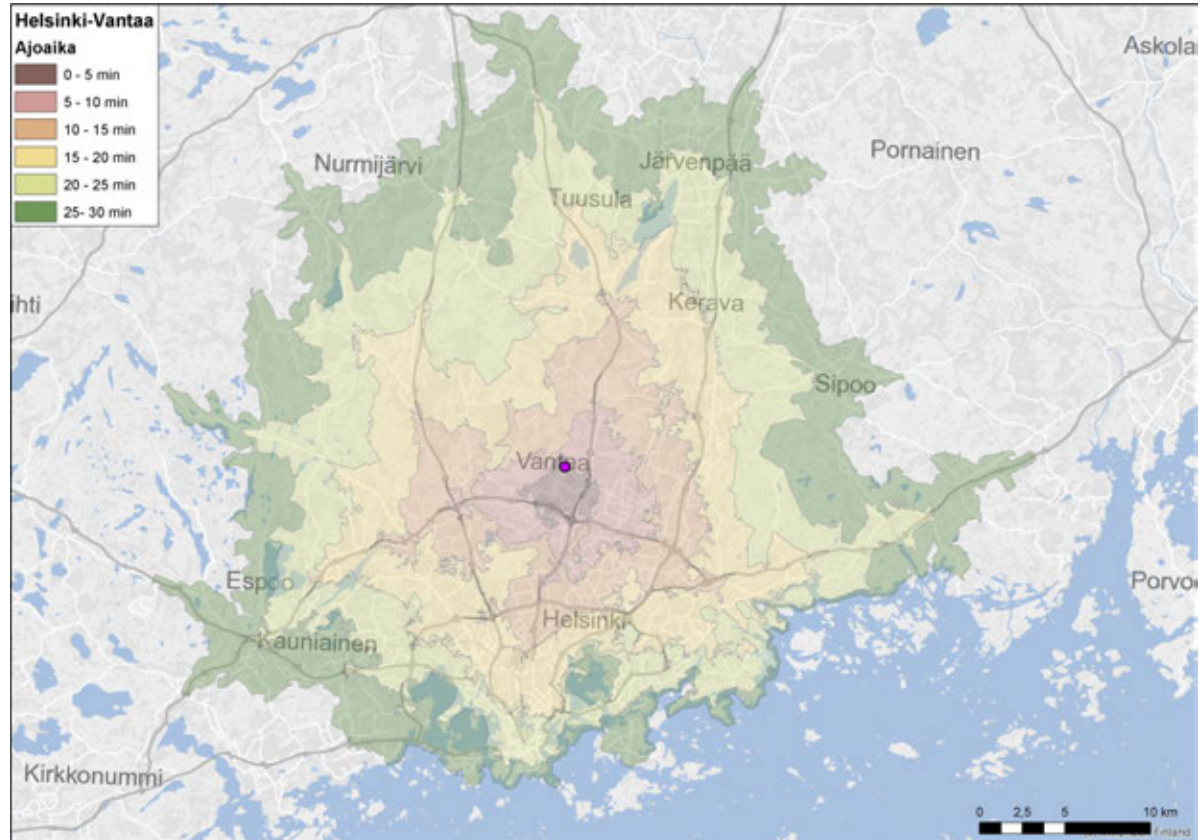 Helsinki-Vantaa
Ajoaika
0 - 5 min
5 - 10 min
10 - 15 min
15 - 20 min
20 - 25 min
25- 30 min
Askolan
Nurmijärvi
Järvenpää
Pornainen
Tuusula
ihti
Kerava
Sipoo
Vantaa
Espoo
Porvoo
Helsinki
Kauniainen
Kirkkonummi
0 2,5 5 10 km
Finland